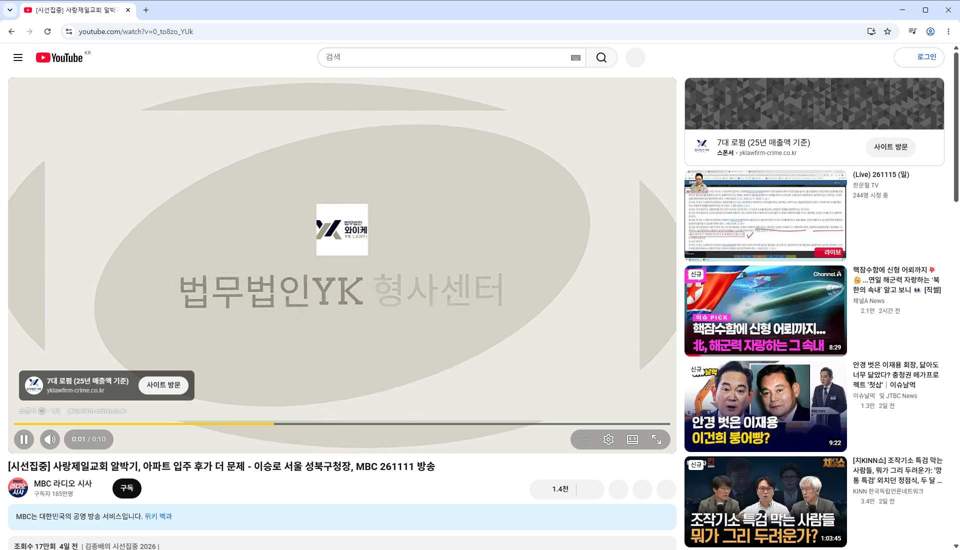 [시선집중] 사랑제일교회 알박
youtube.com/watch?v=0_to8zo_YUk
YouTube KR
검색
로그인
법무법인
와이케
법무법인YK 형사센터
7대 로펌 (25년 매출액 기준)
yklawfirm-crime.co.kr
사이트 방문
0:01 / 0:10
[시선집중] 사랑제일교회 알박기, 아파트 입주 후가 더 문제 - 이승로 서울 성북구청장, MBC 261111 방송
MBC 라디오 시사
구독자 185만명
구독
1.4천
MBC는 대한민국의 공영 방송 서비스입니다. 위키 백과
조회수 17만회 4일 전 | 김종배의 시선집중 2026 |
7대 로펌 (25년 매출액 기준)
스폰서 · yklawfirm-crime.co.kr
사이트 방문
라이브
(Live) 261115 (일)
한문철 TV
244명 시청 중
신규
Channel A
이슈 PICK
핵잠수함에 신형 어뢰까지...
北, 해군력 자랑하는 그 속내
8:29
핵잠수함에 신형 어뢰까지
...연일 해군력 자랑하는 ‘북
한의 속내’ 알고 보니 [직썰]
채널A News
2.1만 2시간 전
신규
안경 벗은 이재용
이건희 붕어빵?
9:22
안경 벗은 이재용 회장, 닮아도
너무 닮았다? 충청권 메가프로
젝트 '첫삽'｜이슈날먹
이슈날먹 및 JTBC News
1.3만 2일 전
신규
조작기소 특검 막는 사람들
뭐가 그리 두려운가?
1:03:45
[치KINN쇼] 조작기소 특검 막는
사람들, 뭐가 그리 두려운가: '깡
통 특검' 외치던 정점식, 두 달 ...
KINN 한국독립언론네트워크
3.4만 2일 전